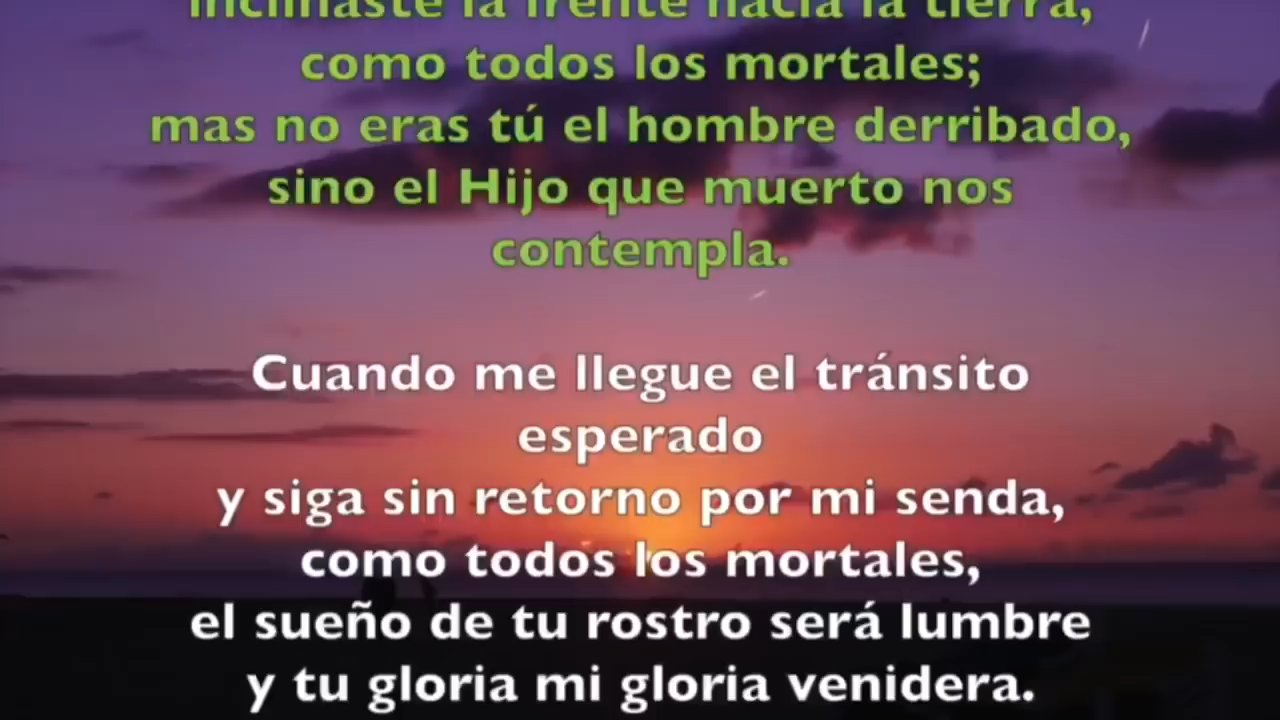 inclinaste la frente hacia la tierra,
como todos los mortales;
mas no eras tú el hombre derribado,
sino el Hijo que muerto nos
contempla.
Cuando me llegue el tránsito
esperado
y siga sin retorno por mi senda,
como todos los mortales,
el sueño de tu rostro será lumbre
y tu gloria mi gloria venidera.